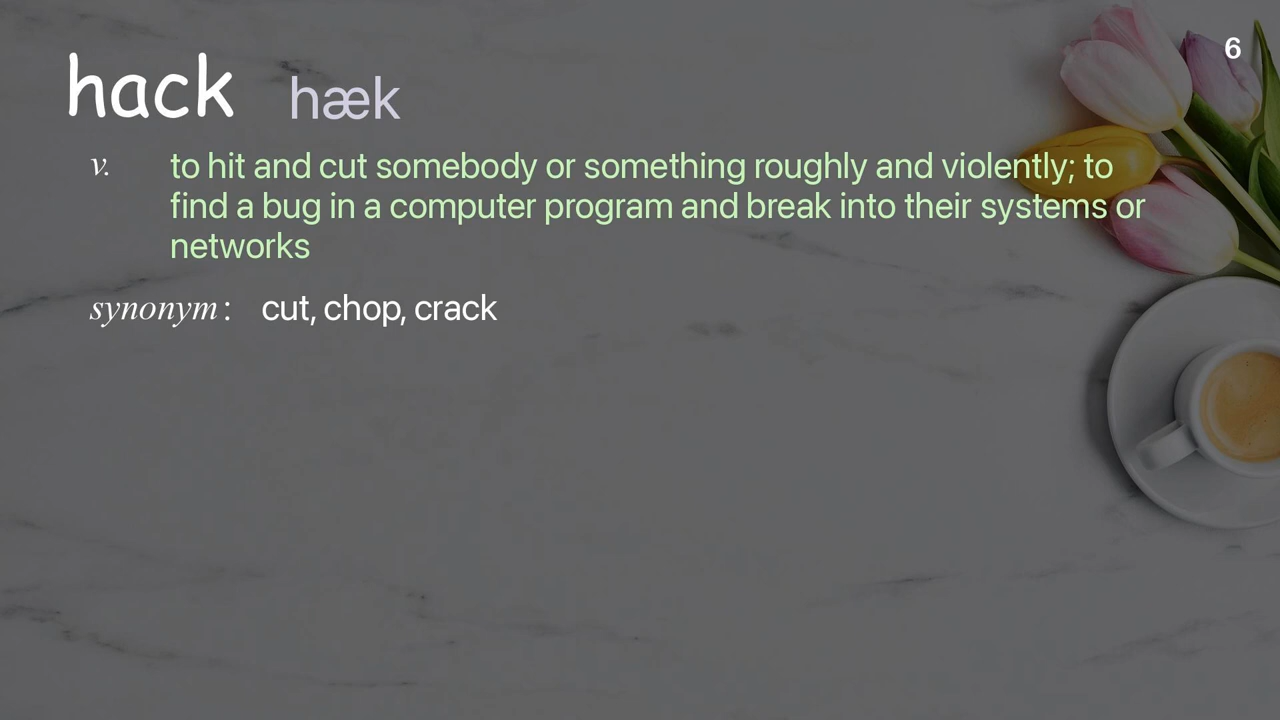 6
hack hæk
v. to hit and cut somebody or something roughly and violently; to
find a bug in a computer program and break into their systems or
networks
synonym: cut, chop, crack